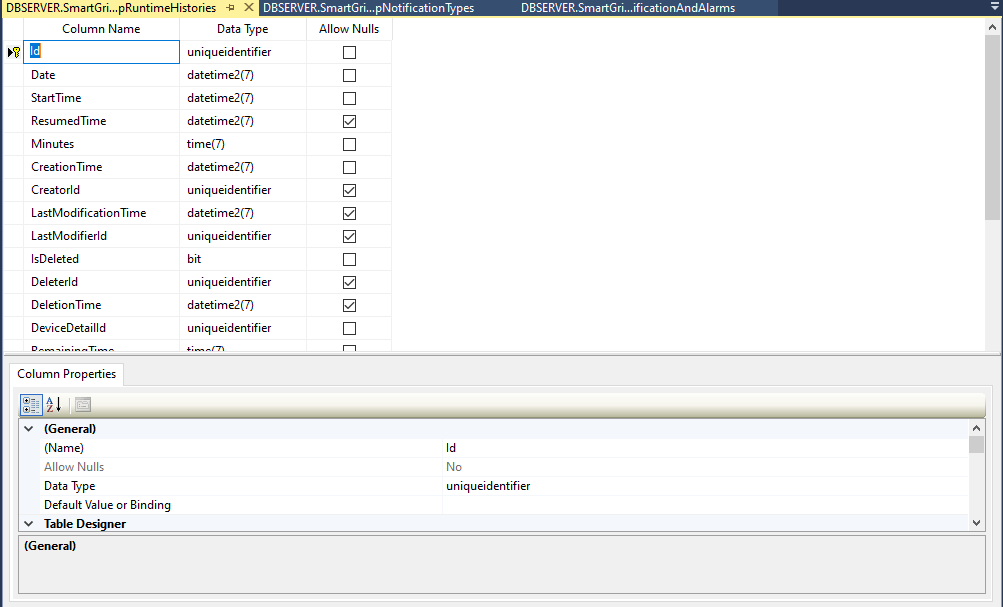 DBSERVER.SmartGri...pRuntimeHistories DBSERVER.SmartGri...pNotificationTypes DBSERVER.SmartGri...ificationAndAlarms
Column Name Data Type Allow Nulls
Id uniqueidentifier
Date datetime2(7)
StartTime datetime2(7)
ResumedTime datetime2(7)
Minutes time(7)
CreationTime datetime2(7)
CreatorId uniqueidentifier
LastModificationTime datetime2(7)
LastModifierId uniqueidentifier
IsDeleted bit
DeleterId uniqueidentifier
DeletionTime datetime2(7)
DeviceDetailId uniqueidentifier
RemainingTime time(7)
Column Properties
(General)
(Name) Id
Allow Nulls No
Data Type uniqueidentifier
Default Value or Binding
Table Designer
(General)